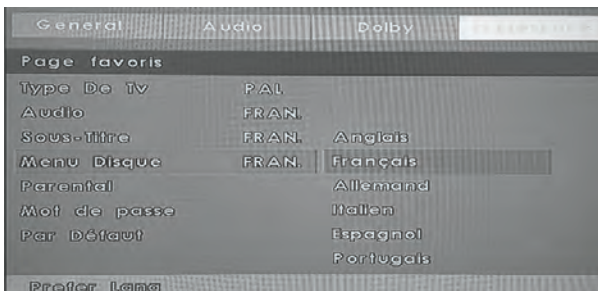 General Audio Dolby
Page favoris
Type De Tv PAL
Audio FRAN.
Sous-Titre FRAN. Anglais
Menu Disque FRAN. Français
Parental Allemand
Mot de passe Italien
Par Défaut Espagnol
Portugais
Prefer Lang